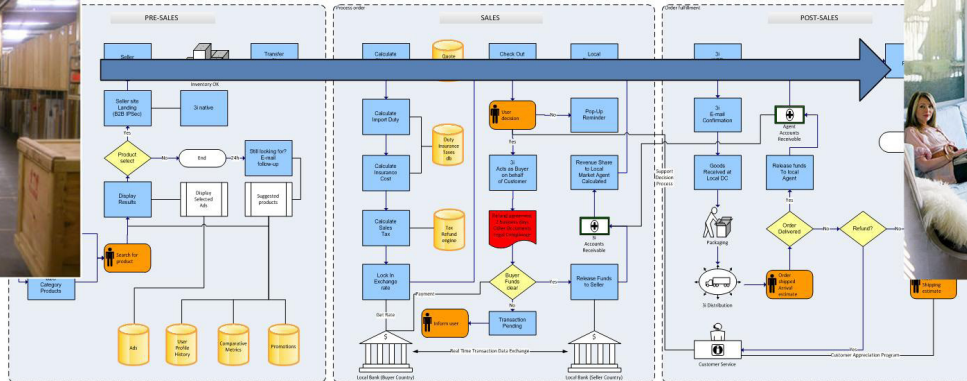 Process order
Order fulfillment
PRE-SALES
SALES
POST-SALES
Seller
Inventory OK
Transfer
Seller site
Lending
(B2B IPSec)
3i native
Yes
Product
select
No
End
24h
Still looking for?
E-mail
follow-up
Display
Results
Display
Selected
Ads
Suggested
products
Search for
product
Category
Products
Ads
User
Profile
History
Comparative
Metrics
Promotions
Calculate
Quote
Check Out
Local
Calculate
Import Duty
Duty
Insurance
Taxes
db
User
decision
No
Pop-Up
Reminder
Yes
Calculate
Insurance
Cost
3i
Acts as Buyer
on behalf
of Customer
Revenue Share
to Local
Market Agent
Calculated
Calculate
Sales
Tax
Tax
Refund
engine
3i
Accounts
Receivable
Lock In
Exchange
rate
Buyer
Funds
clear
Yes
Release Funds
to Seller
Payment
Get Rate
No
Inform user
Transaction
Pending
$
Real Time Transaction Data Exchange
$
Local Bank (Buyer Country)
Local Bank (Seller Country)
3i
3i
E-mail
Confirmation
Agent
Accounts
Receivable
Support
Decision
Process
Goods
Received at
Local DC
Release funds
To local
Agent
Yes
Packaging
Order
Delivered
No
Refund?
No
3i Distribution
Order
shipped
Arrival
estimate
Shipping
estimate
Yes
Customer Service
Customer Appreciation Program